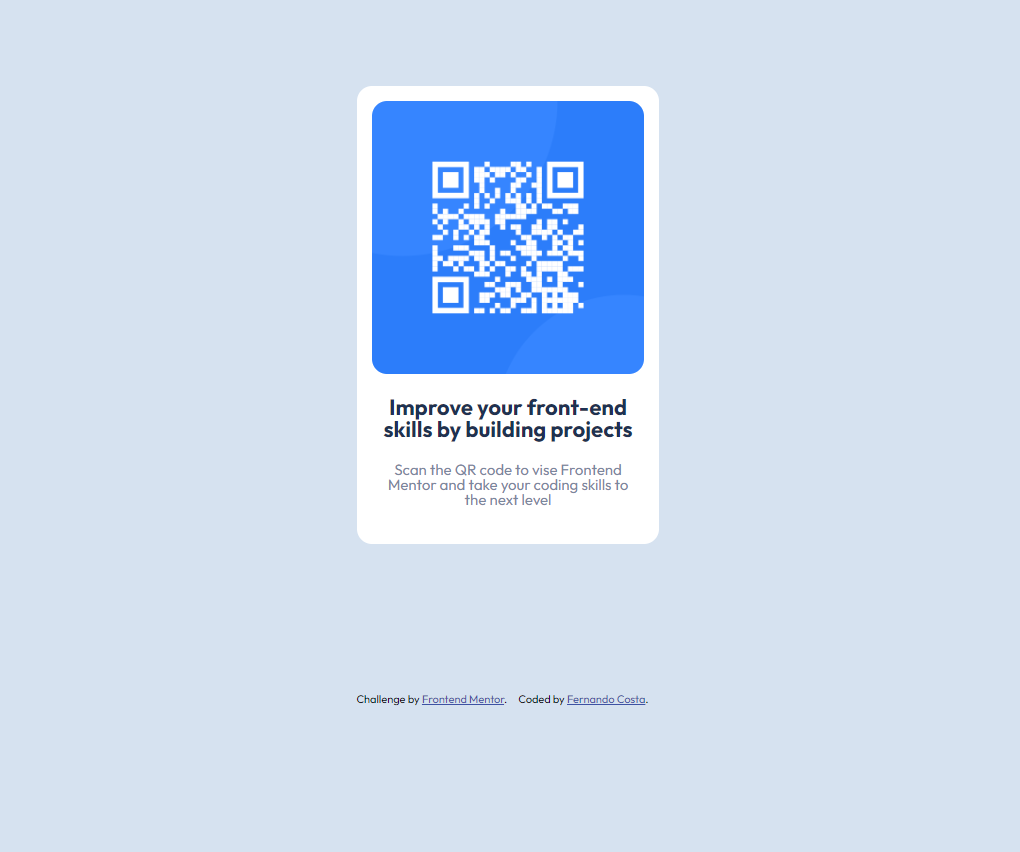 Improve your front-end
skills by building projects
Scan the QR code to vise Frontend
Mentor and take your coding skills to
the next level
Challenge by Frontend Mentor. Coded by Fernando Costa.